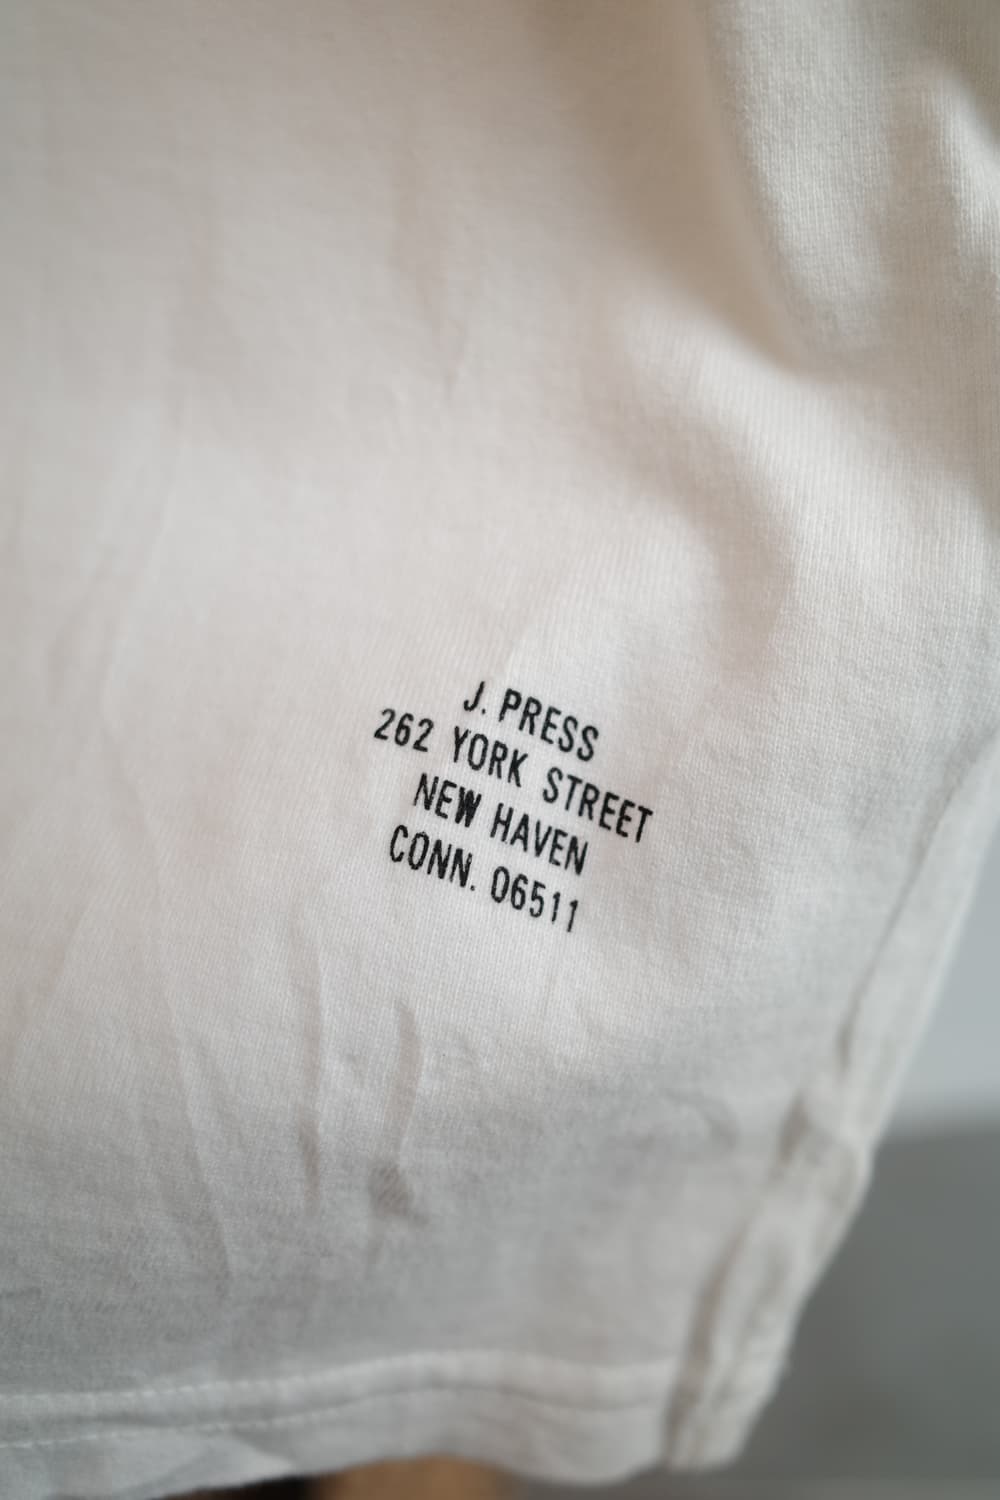 J. PRESS
262 YORK STREET
NEW HAVEN
CONN. 06511